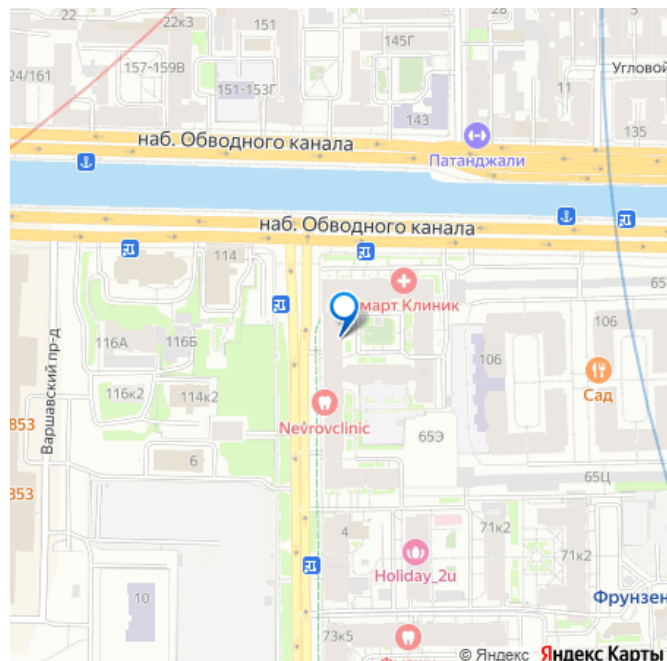 22к3
151
145Г
24/161
157-159В
151-153Г
143
11
Угловой
135
Патанджали
наб. Обводного канала
наб. Обводного канала
114
65
март Клиник
116А
116Б
106
106
116к2
114к2
Сад
Nevrovclinic
853
Варшавский пр-д
65Э
6
65Ц
853
4
71к2
71к2
Holiday_2u
10
Фрунзен
73к5
© Яндекс Яндекс Карты